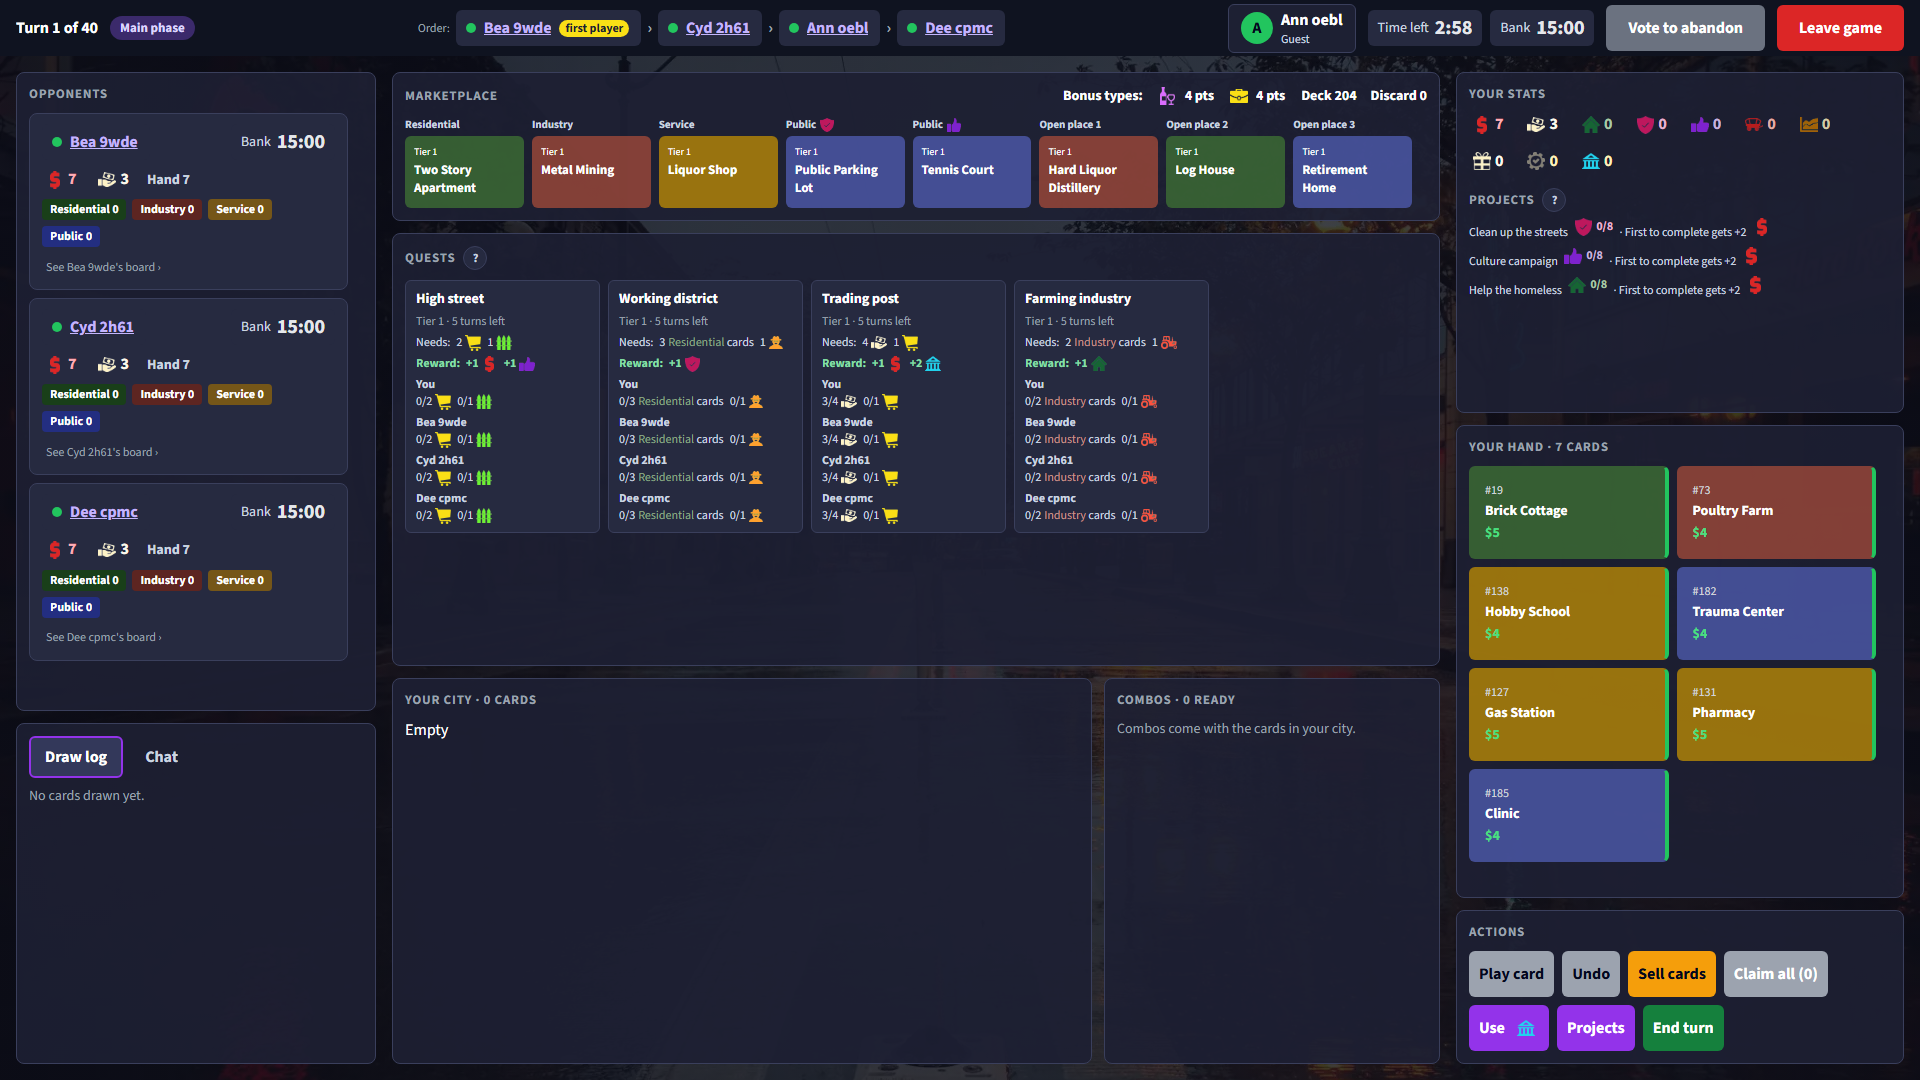 Turn 1 of 40 Main phase
Order: Bea 9wde first player › Cyd 2h61 › Ann oebl › Dee cpmc
A Ann oebl
Guest
Time left 2:58
Bank 15:00
Vote to abandon
Leave game
OPPONENTS
Bea 9wde Bank 15:00
7 3 Hand 7
Residential 0 Industry 0 Service 0
Public 0
See Bea 9wde's board ›
Cyd 2h61 Bank 15:00
7 3 Hand 7
Residential 0 Industry 0 Service 0
Public 0
See Cyd 2h61's board ›
Dee cpmc Bank 15:00
7 3 Hand 7
Residential 0 Industry 0 Service 0
Public 0
See Dee cpmc's board ›
Draw log Chat
No cards drawn yet.
MARKETPLACE
Bonus types: 4 pts 4 pts Deck 204 Discard 0
Residential
Tier 1
Two Story
Apartment
Industry
Tier 1
Metal Mining
Service
Tier 1
Liquor Shop
Public
Tier 1
Public Parking
Lot
Public
Tier 1
Tennis Court
Open place 1
Tier 1
Hard Liquor
Distillery
Open place 2
Tier 1
Log House
Open place 3
Tier 1
Retirement
Home
QUESTS ?
High street
Tier 1 · 5 turns left
Needs: 2 1
Reward: +1 +1
You
0/2 0/1
Bea 9wde
0/2 0/1
Cyd 2h61
0/2 0/1
Dee cpmc
0/2 0/1
Working district
Tier 1 · 5 turns left
Needs: 3 Residential cards 1
Reward: +1
You
0/3 Residential cards 0/1
Bea 9wde
0/3 Residential cards 0/1
Cyd 2h61
0/3 Residential cards 0/1
Dee cpmc
0/3 Residential cards 0/1
Trading post
Tier 1 · 5 turns left
Needs: 4 1
Reward: +1 +2
You
3/4 0/1
Bea 9wde
3/4 0/1
Cyd 2h61
3/4 0/1
Dee cpmc
3/4 0/1
Farming industry
Tier 1 · 5 turns left
Needs: 2 Industry cards 1
Reward: +1
You
0/2 Industry cards 0/1
Bea 9wde
0/2 Industry cards 0/1
Cyd 2h61
0/2 Industry cards 0/1
Dee cpmc
0/2 Industry cards 0/1
YOUR CITY · 0 CARDS
Empty
COMBOS · 0 READY
Combos come with the cards in your city.
YOUR STATS
7 3 0 0 0 0 0
0 0 0
PROJECTS ?
Clean up the streets 0/8 · First to complete gets +2
Culture campaign 0/8 · First to complete gets +2
Help the homeless 0/8 · First to complete gets +2
YOUR HAND · 7 CARDS
#19
Brick Cottage
$5
#73
Poultry Farm
$4
#138
Hobby School
$4
#182
Trauma Center
$4
#127
Gas Station
$5
#131
Pharmacy
$5
#185
Clinic
$4
ACTIONS
Play card Undo Sell cards Claim all (0)
Use Projects End turn